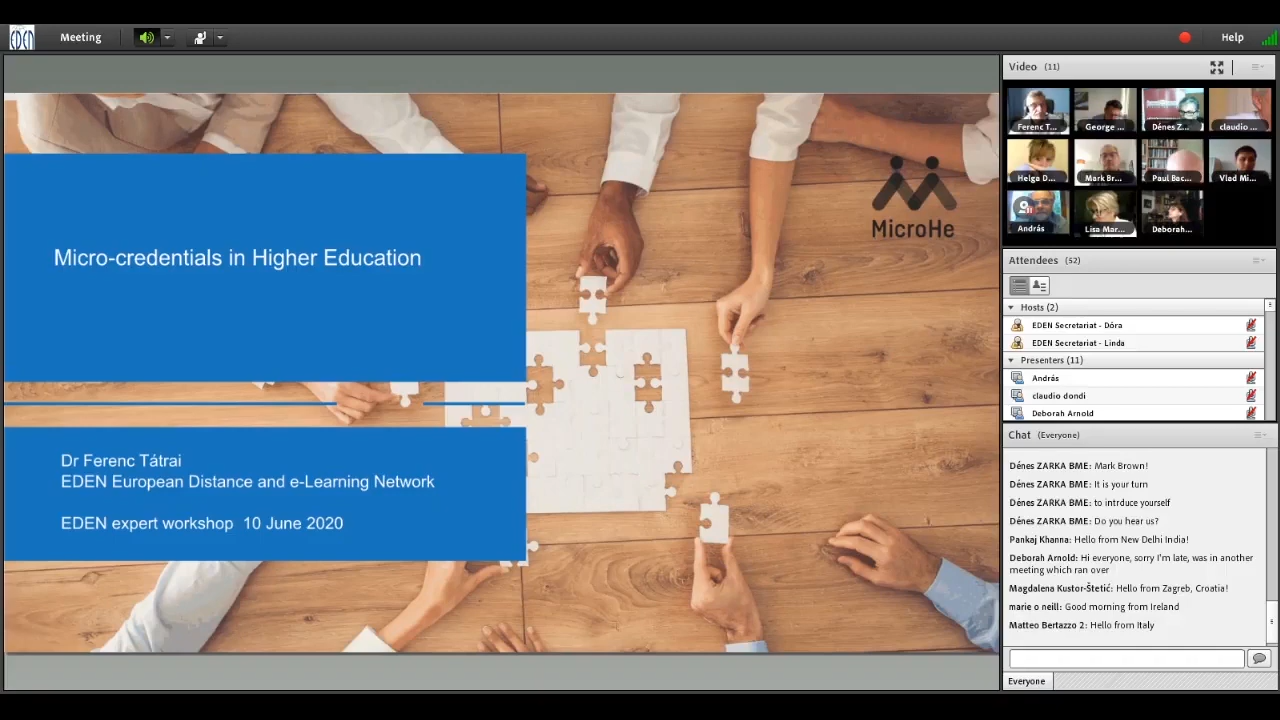 EDEN
Meeting
Help
Micro-credentials in Higher Education
MicroHe
Dr Ferenc Tátrai
EDEN European Distance and e-Learning Network
EDEN expert workshop 10 June 2020
Video (11)
Ferenc T...
George ...
Dénes Z...
claudio ...
Helga D...
Mark Br...
Paul Bac...
Vlad Mi...
András
Lisa Mar...
Deborah...
Attendees (52)
Hosts (2)
EDEN Secretariat - Dóra
EDEN Secretariat - Linda
Presenters (11)
András
claudio dondi
Deborah Arnold
Chat (Everyone)
Dénes ZARKA BME: Mark Brown!
Dénes ZARKA BME: It is your turn
Dénes ZARKA BME: to intrduce yourself
Dénes ZARKA BME: Do you hear us?
Pankaj Khanna: Hello from New Delhi India!
Deborah Arnold: Hi everyone, sorry I'm late, was in another
meeting which ran over
Magdalena Kustor-Štetić: Hello from Zagreb, Croatia!
marie o neill: Good morning from Ireland
Matteo Bertazzo 2: Hello from Italy
Everyone